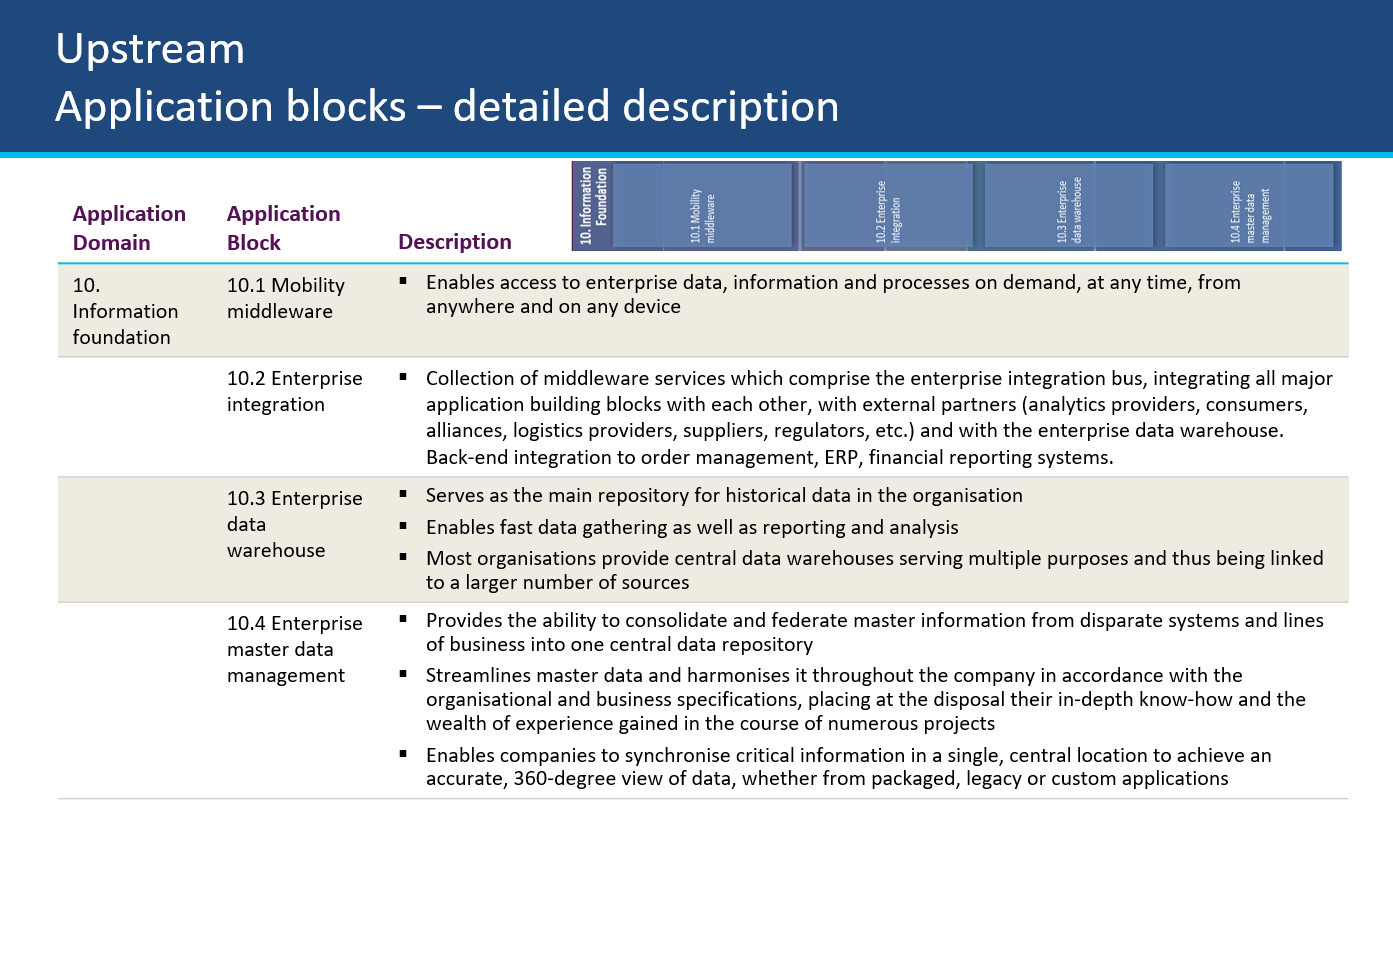 Upstream
Application blocks – detailed description
10. Information
Foundation
10.1 Mobility
middleware
10.2 Enterprise
integration
10.3 Enterprise
data warehouse
10.4 Enterprise
master data
management
Application
Domain
Application
Block
Description
10.
Information
foundation
10.1 Mobility
middleware
▪ Enables access to enterprise data, information and processes on demand, at any time, from
anywhere and on any device
10.2 Enterprise
integration
▪ Collection of middleware services which comprise the enterprise integration bus, integrating all major
application building blocks with each other, with external partners (analytics providers, consumers,
alliances, logistics providers, suppliers, regulators, etc.) and with the enterprise data warehouse.
Back-end integration to order management, ERP, financial reporting systems.
10.3 Enterprise
data
warehouse
▪ Serves as the main repository for historical data in the organisation
▪ Enables fast data gathering as well as reporting and analysis
▪ Most organisations provide central data warehouses serving multiple purposes and thus being linked
to a larger number of sources
10.4 Enterprise
master data
management
▪ Provides the ability to consolidate and federate master information from disparate systems and lines
of business into one central data repository
▪ Streamlines master data and harmonises it throughout the company in accordance with the
organisational and business specifications, placing at the disposal their in-depth know-how and the
wealth of experience gained in the course of numerous projects
▪ Enables companies to synchronise critical information in a single, central location to achieve an
accurate, 360-degree view of data, whether from packaged, legacy or custom applications